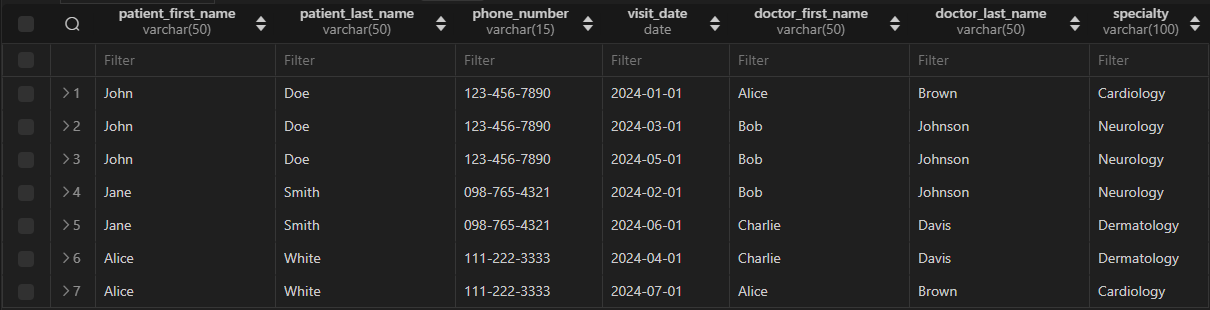 patient_first_name patient_last_name phone_number visit_date doctor_first_name doctor_last_name specialty
varchar(50) varchar(50) varchar(15) date varchar(50) varchar(50) varchar(100)
Filter Filter Filter Filter Filter Filter Filter
1 John Doe 123-456-7890 2024-01-01 Alice Brown Cardiology
2 John Doe 123-456-7890 2024-03-01 Bob Johnson Neurology
3 John Doe 123-456-7890 2024-05-01 Bob Johnson Neurology
4 Jane Smith 098-765-4321 2024-02-01 Bob Johnson Neurology
5 Jane Smith 098-765-4321 2024-06-01 Charlie Davis Dermatology
6 Alice White 111-222-3333 2024-04-01 Charlie Davis Dermatology
7 Alice White 111-222-3333 2024-07-01 Alice Brown Cardiology